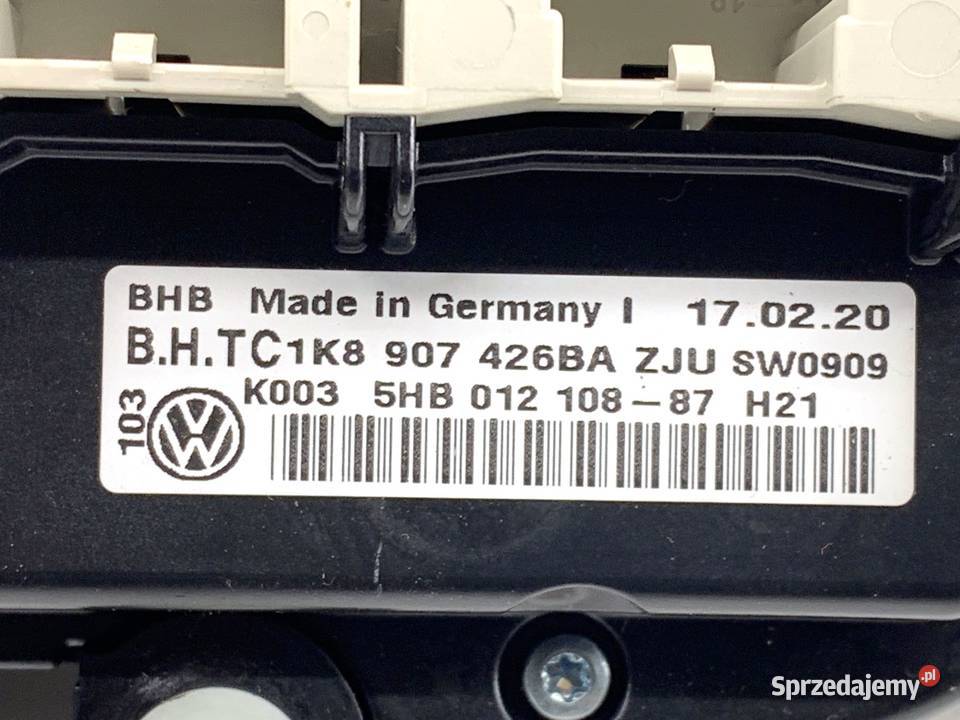 BHB Made in Germany I 17.02.20
B.H.TC1K8 907 426BA ZJU SW0909
K003 5HB 012 108-87 H21
103
Sprzedajemy.pl